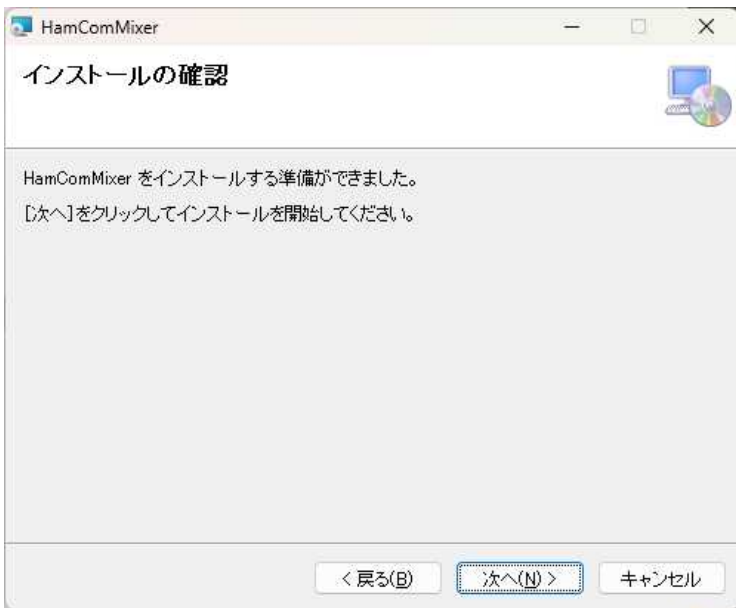 HamComMixer
インストールの確認
HamComMixer をインストールする準備ができました。
[次へ]をクリックしてインストールを開始してください。
< 戻る(B)
次へ(N) >
キャンセル